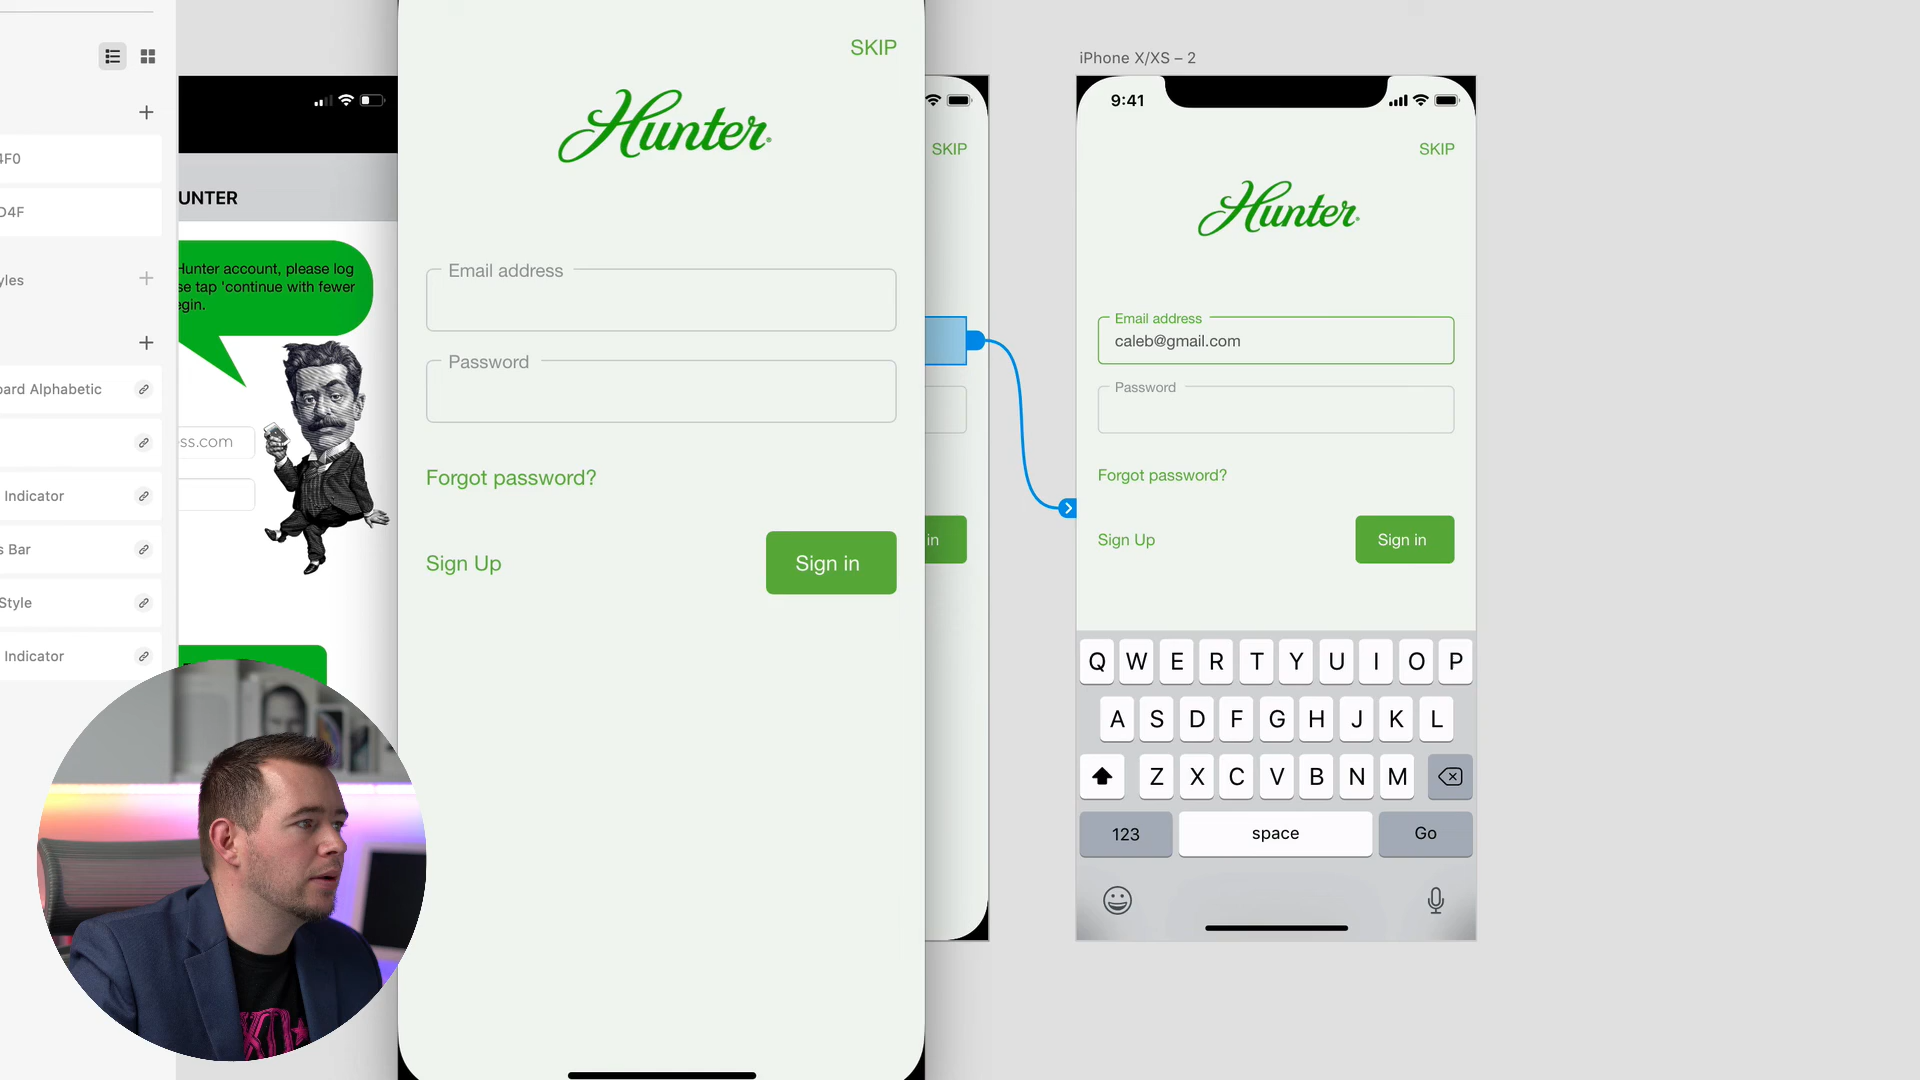 4F0
D4F
yles
oard Alphabetic
Indicator
s Bar
Style
Indicator
UNTER
Hunter account, please log
se tap 'continue with fewer
gin.
ss.com
SKIP
Hunter
Email address
Password
Forgot password?
Sign Up
Sign in
SKIP
in
iPhone X/XS – 2
9:41
SKIP
Hunter
Email address
caleb@gmail.com
Password
Forgot password?
Sign Up
Sign in
Q W E R T Y U I O P
A S D F G H J K L
Z X C V B N M
123
space
Go